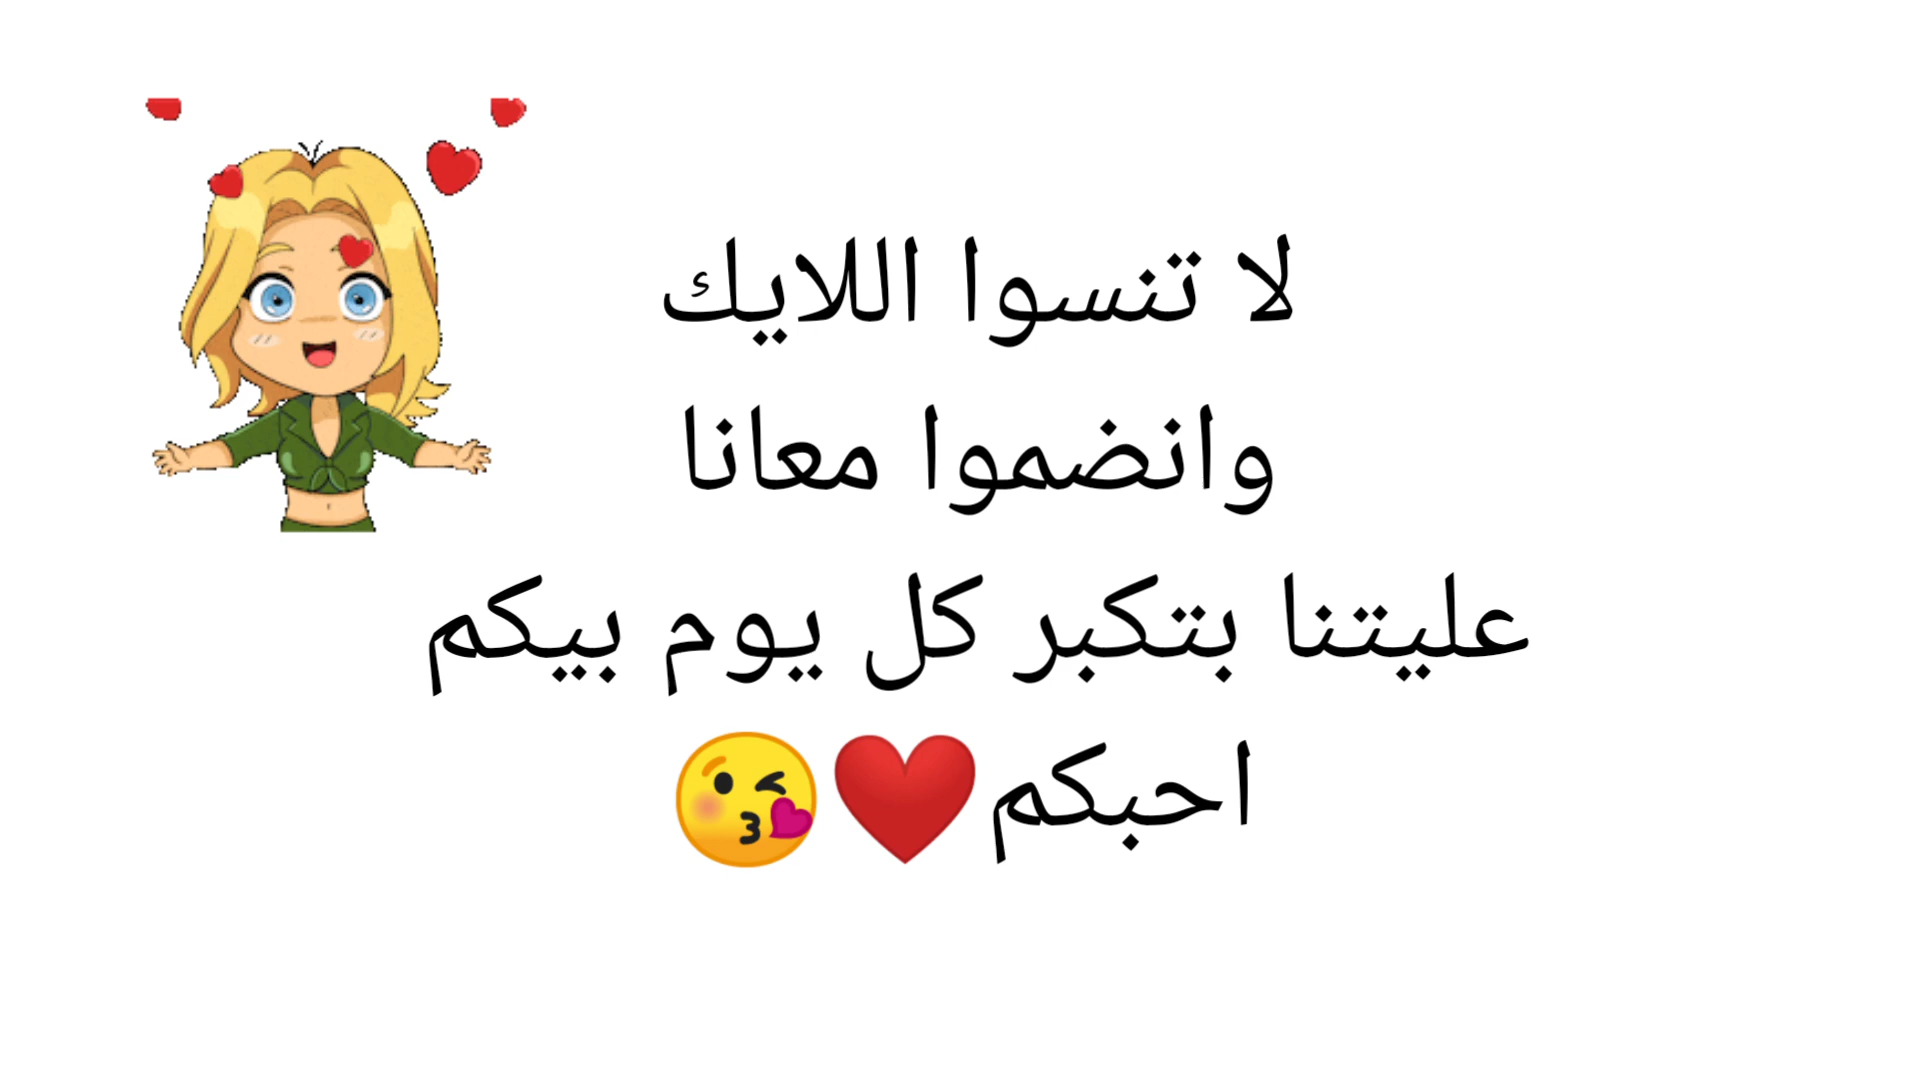 لا تنسوا اللايك
وانضموا معانا
عليتنا بتكبر كل يوم بيكم
احبكم❤️😘